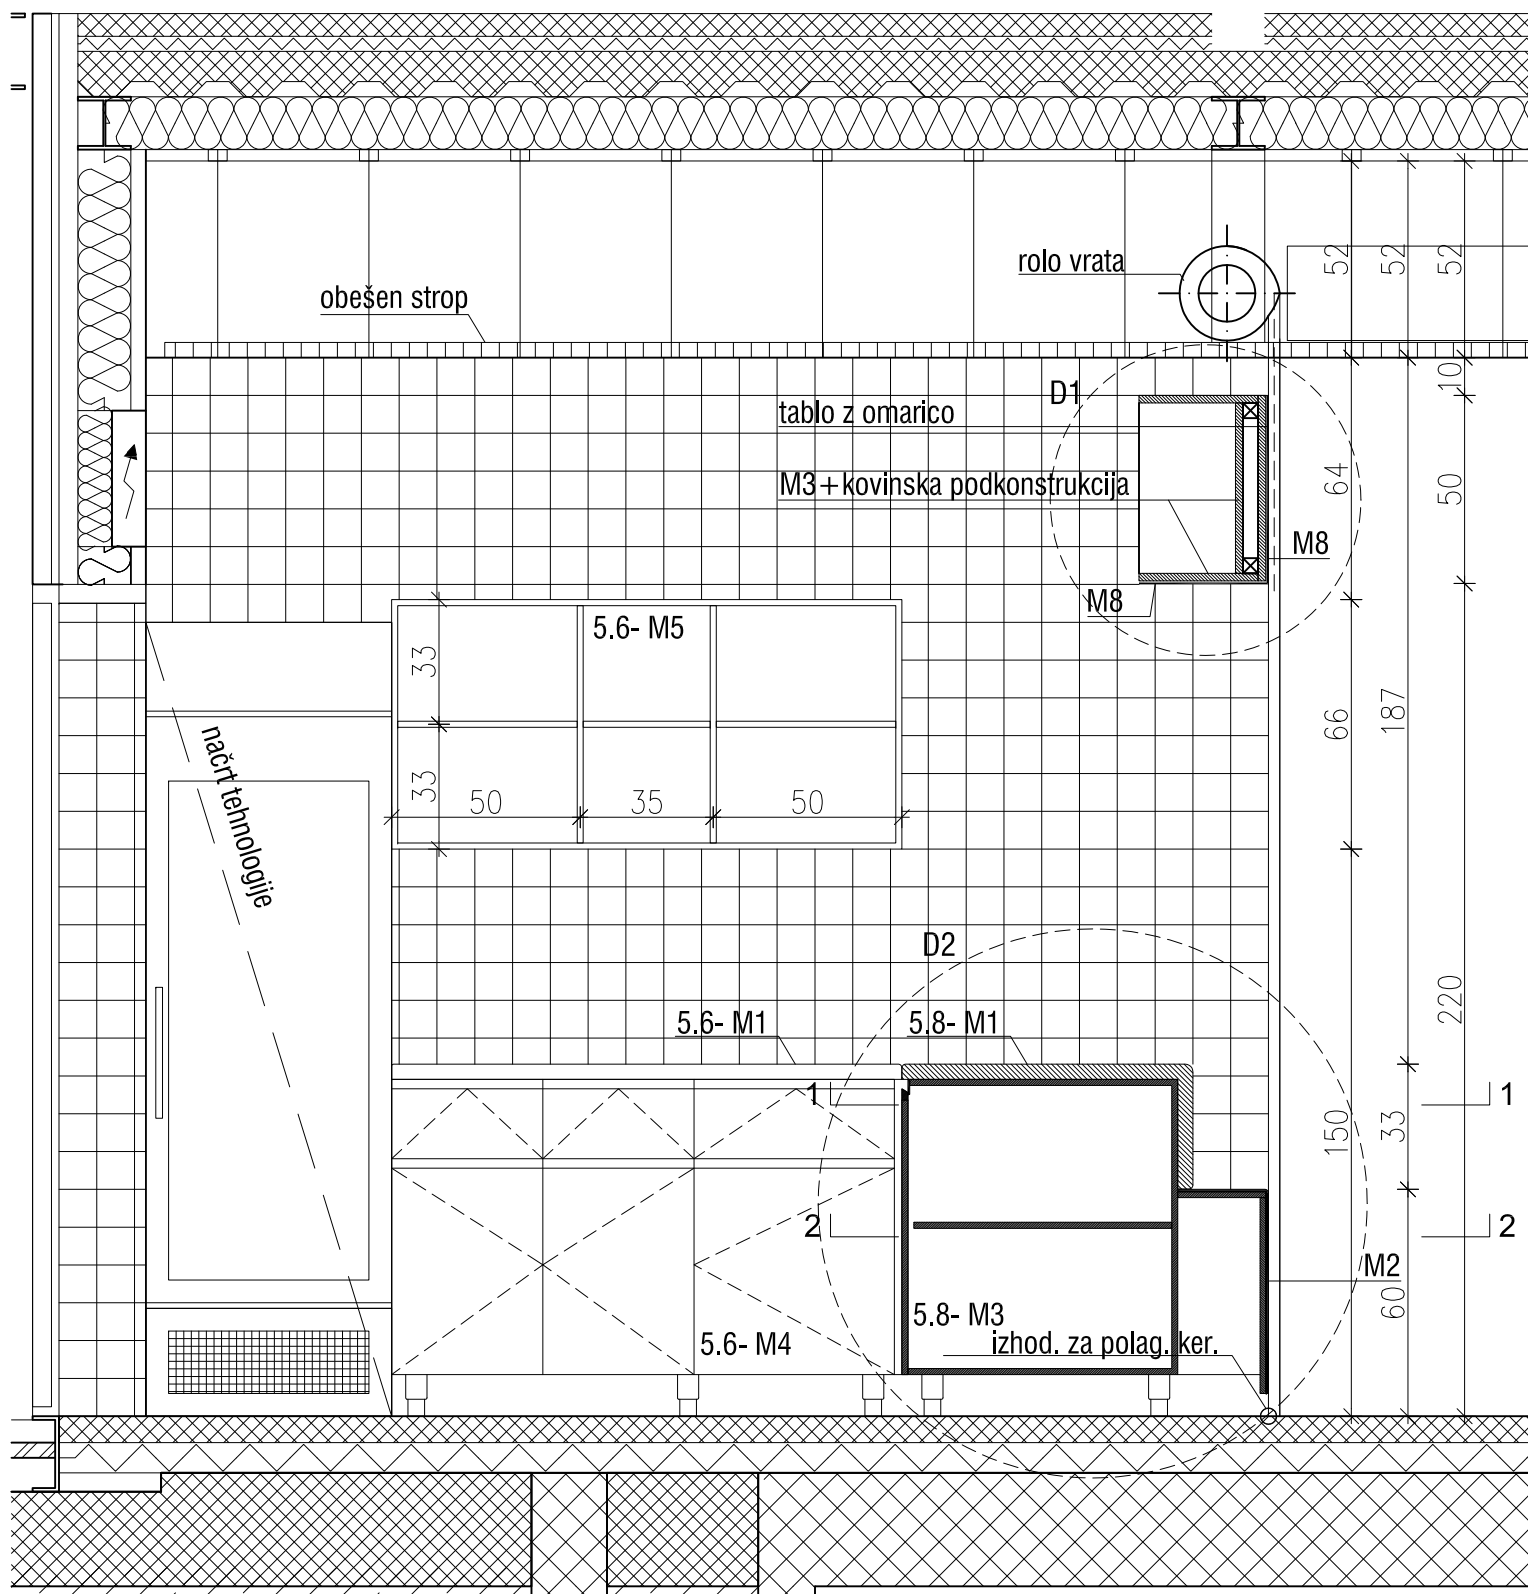 rolo vrata
52
52
52
obešen strop
D1
10
tablo z omarico
M3+kovinska podkonstrukcija
64
50
M8
M8
5.6- M5
33
66
187
načrt tehnologije
33
50
35
50
D2
220
5.6- M1
5.8- M1
1
1
150
33
2
2
M2
60
5.8- M3
5.6- M4
izhod. za polag. ker.